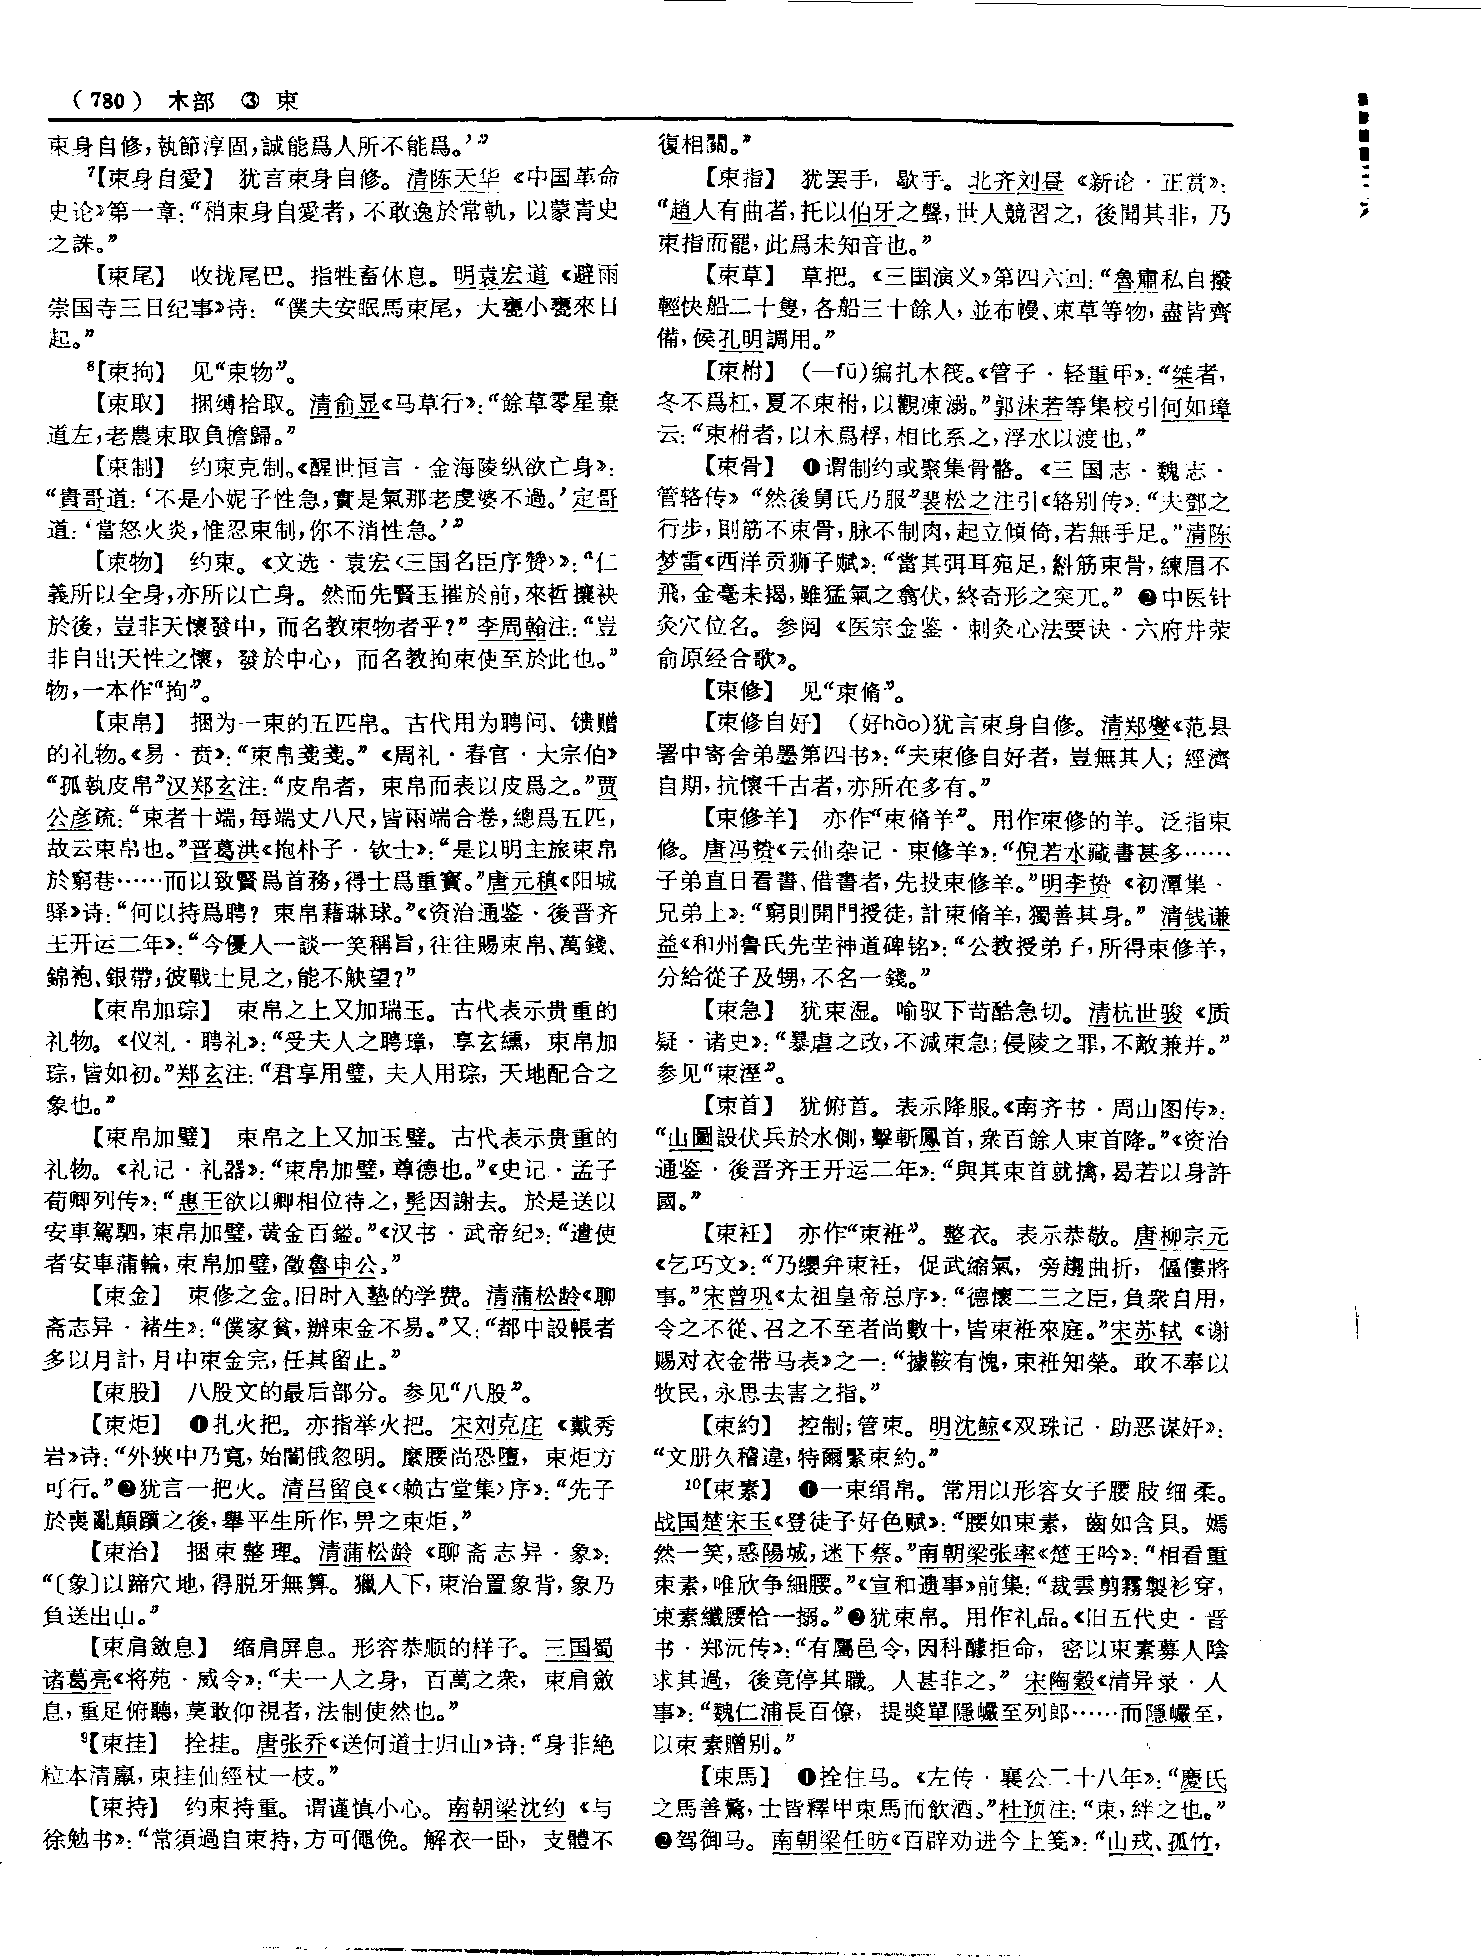 （780） 木部 ③ 束
束身自修，執節淳固，誠能爲人所不能爲。’”
7【束身自愛】 犹言束身自修。清陈天华《中国革命
史论》第一章：“稍束身自愛者，不敢逸於常軌，以蒙青史
之誅。”
【束尾】 收拢尾巴。指牲畜休息。明袁宏道《避雨
崇国寺三日纪事》诗：“僕夫安眠馬束尾，大甕小甕來日
起。”
8【束拘】 见“束物”。
【束取】 捆缚拾取。清俞显《马草行》：“餘草零星棄
道左，老農束取負擔歸。”
【束制】 约束克制。《醒世恒言·金海陵纵欲亡身》：
“貴哥道：‘不是小妮子性急，實是氣那老虔婆不過。’定哥
道：‘當怒火炎，惟忍束制，你不消性急。’”
【束物】 约束。《文选·袁宏〈三国名臣序赞〉》：“仁
義所以全身，亦所以亡身。然而先賢玉摧於前，來哲攘袂
於後，豈非天懷發中，而名教束物者乎？”李周翰注：“豈
非自出天性之懷，發於中心，而名教拘束使至於此也。”
物，一本作“拘”。
【束帛】 捆为一束的五匹帛。古代用为聘问、馈赠
的礼物。《易·贲》：“束帛戔戔。”《周礼·春官·大宗伯》
“孤執皮帛”汉郑玄注：“皮帛者，束帛而表以皮爲之。”贾
公彦疏：“束者十端，每端丈八尺，皆兩端合卷，總爲五匹，
故云束帛也。”晋葛洪《抱朴子·钦士》：“是以明主旅束帛
於窮巷……而以致賢爲首務，得士爲重寶。”唐元稹《阳城
驿》诗：“何以持爲聘？束帛藉琳球。”《资治通鉴·後晋齐
王开运二年》：“今優人一談一笑稱旨，往往賜束帛、萬錢、
錦袍、銀帶，彼戰士見之，能不觖望？”
【束帛加琮】 束帛之上又加瑞玉。古代表示贵重的
礼物。《仪礼·聘礼》：“受夫人之聘璋，享玄纁，束帛加
琮，皆如初。”郑玄注：“君享用璧，夫人用琮，天地配合之
象也。”
【束帛加璧】 束帛之上又加玉璧。古代表示贵重的
礼物。《礼记·礼器》：“束帛加璧，尊德也。”《史记·孟子
荀卿列传》：“惠王欲以卿相位待之，髡因謝去。於是送以
安車駕駟，束帛加璧，黄金百鎰。”《汉书·武帝纪》：“遣使
者安車蒲輪，束帛加璧，徵魯申公。”
【束金】 束修之金。旧时入塾的学费。清蒲松龄《聊
斋志异·褚生》：“僕家貧，辦束金不易。”又：“都中設帳者
多以月計，月中束金完，任其留止。”
【束股】 八股文的最后部分。参见“八股”。
【束炬】 ❶扎火把。亦指举火把。宋刘克庄《戴秀
岩》诗：“外狹中乃寬，始闇俄忽明。縻腰尚恐墮，束炬方
可行。”❷犹言一把火。清吕留良《〈赖古堂集〉序》：“先子
於喪亂顛躓之後，舉平生所作，畀之束炬。”
【束治】 捆束整理。清蒲松龄《聊斋志异·象》：
“〔象〕以蹄穴地，得脱牙無算。獵人下，束治置象背，象乃
負送出山。”
【束肩斂息】 缩肩屏息。形容恭顺的样子。三国蜀
诸葛亮《将苑·威令》：“夫一人之身，百萬之衆，束肩斂
息，重足俯聽，莫敢仰視者，法制使然也。”
9【束挂】 拴挂。唐张乔《送何道士归山》诗：“身非絶
粒本清羸，束挂仙經杖一枝。”
【束持】 约束持重。谓谨慎小心。南朝梁沈约《与
徐勉书》：“常須過自束持，方可僶俛。解衣一卧，支體不
復相關。”
【束指】 犹罢手，歇手。北齐刘昼《新论·正赏》：
“趙人有曲者，托以伯牙之聲，世人競習之，後聞其非，乃
束指而罷，此爲未知音也。”
【束草】 草把。《三国演义》第四六回：“魯肅私自撥
輕快船二十隻，各船三十餘人，並布幔、束草等物，盡皆齊
備，候孔明調用。”
【束柎】 （—fū）编扎木筏。《管子·轻重甲》：“桀者，
冬不爲杠，夏不束柎，以觀凍溺。”郭沫若等集校引何如璋
云：“束柎者，以木爲桴，相比系之，浮水以渡也。”
【束骨】 ❶谓制约或聚集骨骼。《三国志·魏志·
管辂传》“然後舅氏乃服”裴松之注引《辂别传》：“夫鄧之
行步，則筋不束骨，脉不制肉，起立傾倚，若無手足。”清陈
梦雷《西洋贡狮子赋》：“當其弭耳宛足，斜筋束骨，練眉不
飛，金毫未揭，雖猛氣之翕伏，終奇形之突兀。”❷中医针
灸穴位名。参阅《医宗金鉴·刺灸心法要诀·六府井荥
俞原经合歌》。
【束修】 见“束脩”。
【束修自好】 （好hào）犹言束身自修。清郑燮《范县
署中寄舍弟墨第四书》：“夫束修自好者，豈無其人；經濟
自期，抗懷千古者，亦所在多有。”
【束修羊】 亦作“束脩羊”。用作束修的羊。泛指束
修。唐冯贽《云仙杂记·束修羊》：“倪若水藏書甚多……
子弟直日看書、借書者，先投束修羊。”明李贽《初潭集·
兄弟上》：“窮則開門授徒，計束脩羊，獨善其身。”清钱谦
益《和州鲁氏先茔神道碑铭》：“公教授弟子，所得束修羊，
分給從子及甥，不名一錢。”
【束急】 犹束湿。喻驭下苛酷急切。清杭世骏《质
疑·诸史》：“暴虐之政，不減束急；侵陵之罪，不敵兼并。”
参见“束溼”。
【束首】 犹俯首。表示降服。《南齐书·周山图传》：
“山圖設伏兵於水側，擊斬鳳首，衆百餘人束首降。”《资治
通鉴·後晋齐王开运二年》：“與其束首就擒，曷若以身許
國。”
【束衽】 亦作“束袵”。整衣。表示恭敬。唐柳宗元
《乞巧文》：“乃纓弁束衽，促武縮氣，旁趨曲折，傴僂將
事。”宋曾巩《太祖皇帝总序》：“德懷二三之臣，負衆自用，
令之不從、召之不至者尚數十，皆束袵來庭。”宋苏轼《谢
赐对衣金带马表》之一：“據鞍有愧，束袵知榮。敢不奉以
牧民，永思去害之指。”
【束約】 控制；管束。明沈鲸《双珠记·助恶谋奸》：
“文册久稽違，特爾緊束約。”
10【束素】 ❶一束绢帛。常用以形容女子腰肢细柔。
战国楚宋玉《登徒子好色赋》：“腰如束素，齒如含貝。嫣
然一笑，惑陽城，迷下蔡。”南朝梁张率《楚王吟》：“相看重
束素，唯欣争細腰。”《宣和遗事》前集：“裁雲剪霧製衫穿，
束素纖腰恰一搦。”❷犹束帛。用作礼品。《旧五代史·晋
书·郑沅传》：“有屬邑令，因科醵拒命，密以束素募人陰
求其過，後竟停其職。人甚非之。”宋陶穀《清异录·人
事》：“魏仁浦長百僚，提獎單隱巗至列郎……而隱巗至，
以束素贈别。”
【束馬】 ❶拴住马。《左传·襄公二十八年》：“慶氏
之馬善驚，士皆釋甲束馬而飲酒。”杜预注：“束，絆之也。”
❷驾御马。南朝梁任昉《百辟劝进今上笺》：“山戎、孤竹，